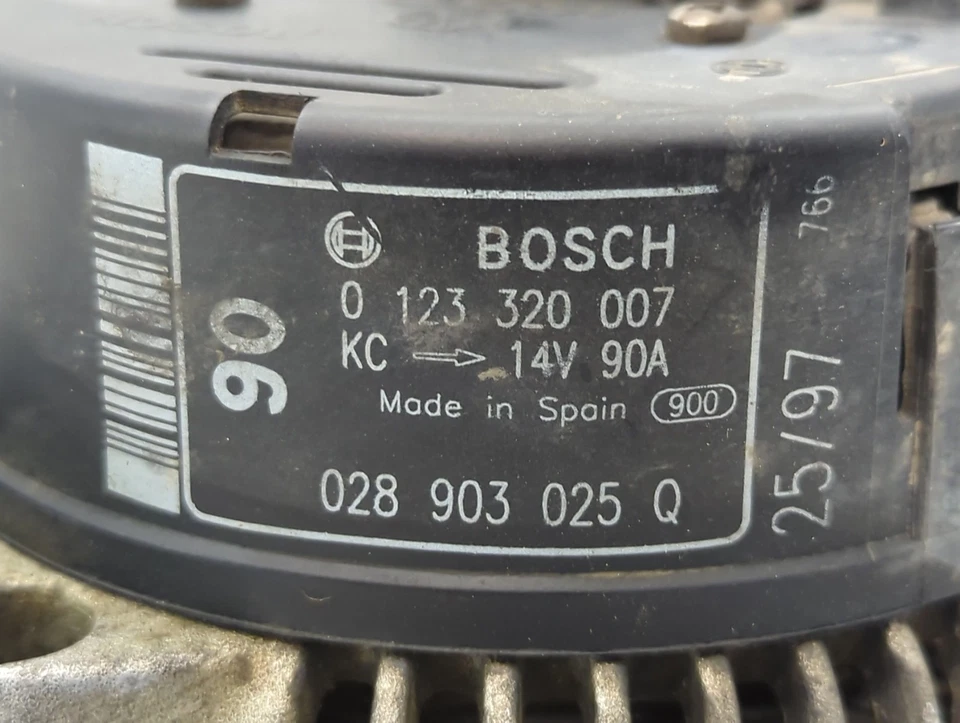 BOSCH
0 123 320 007
KC → 14V 90A
Made in Spain 900
028 903 025 Q
90
766
25/97